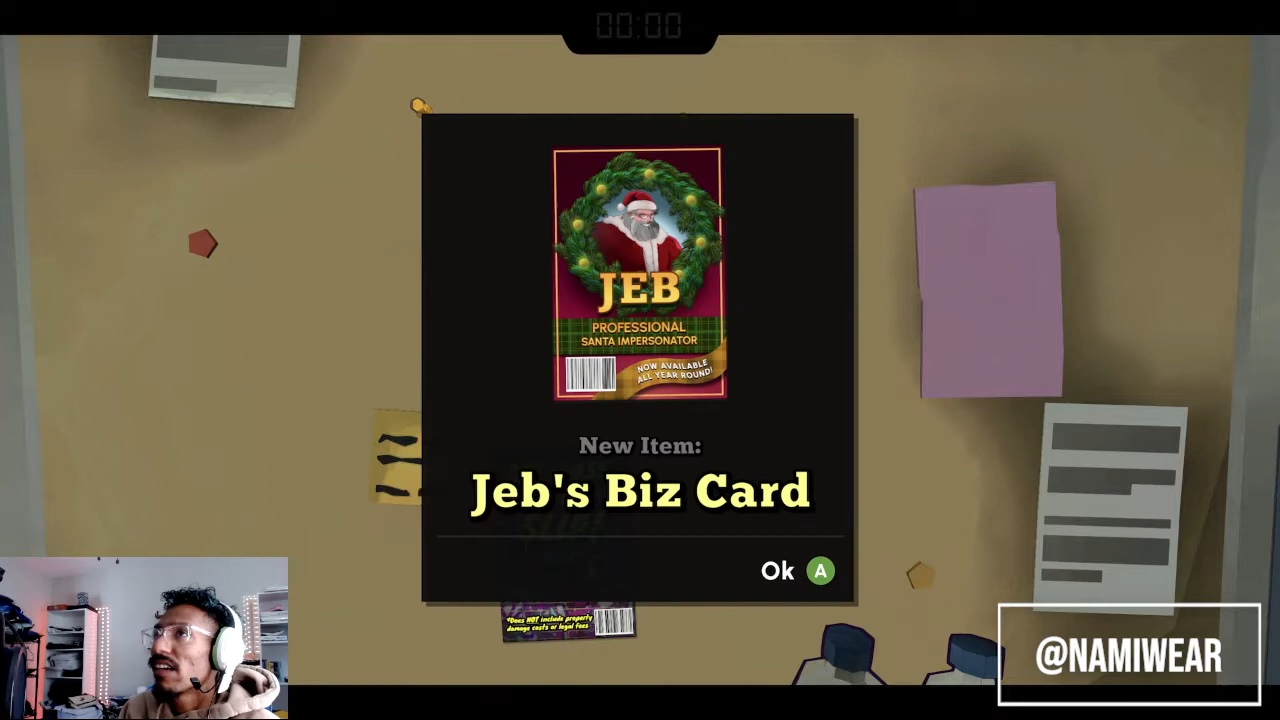 00:00
JEB
PROFESSIONAL
SANTA IMPERSONATOR
NOW AVAILABLE
ALL YEAR ROUND!
New Item:
Jeb's Biz Card
Ok A
*Does NOT include property
damage costs or legal fees
@NAMIWEAR